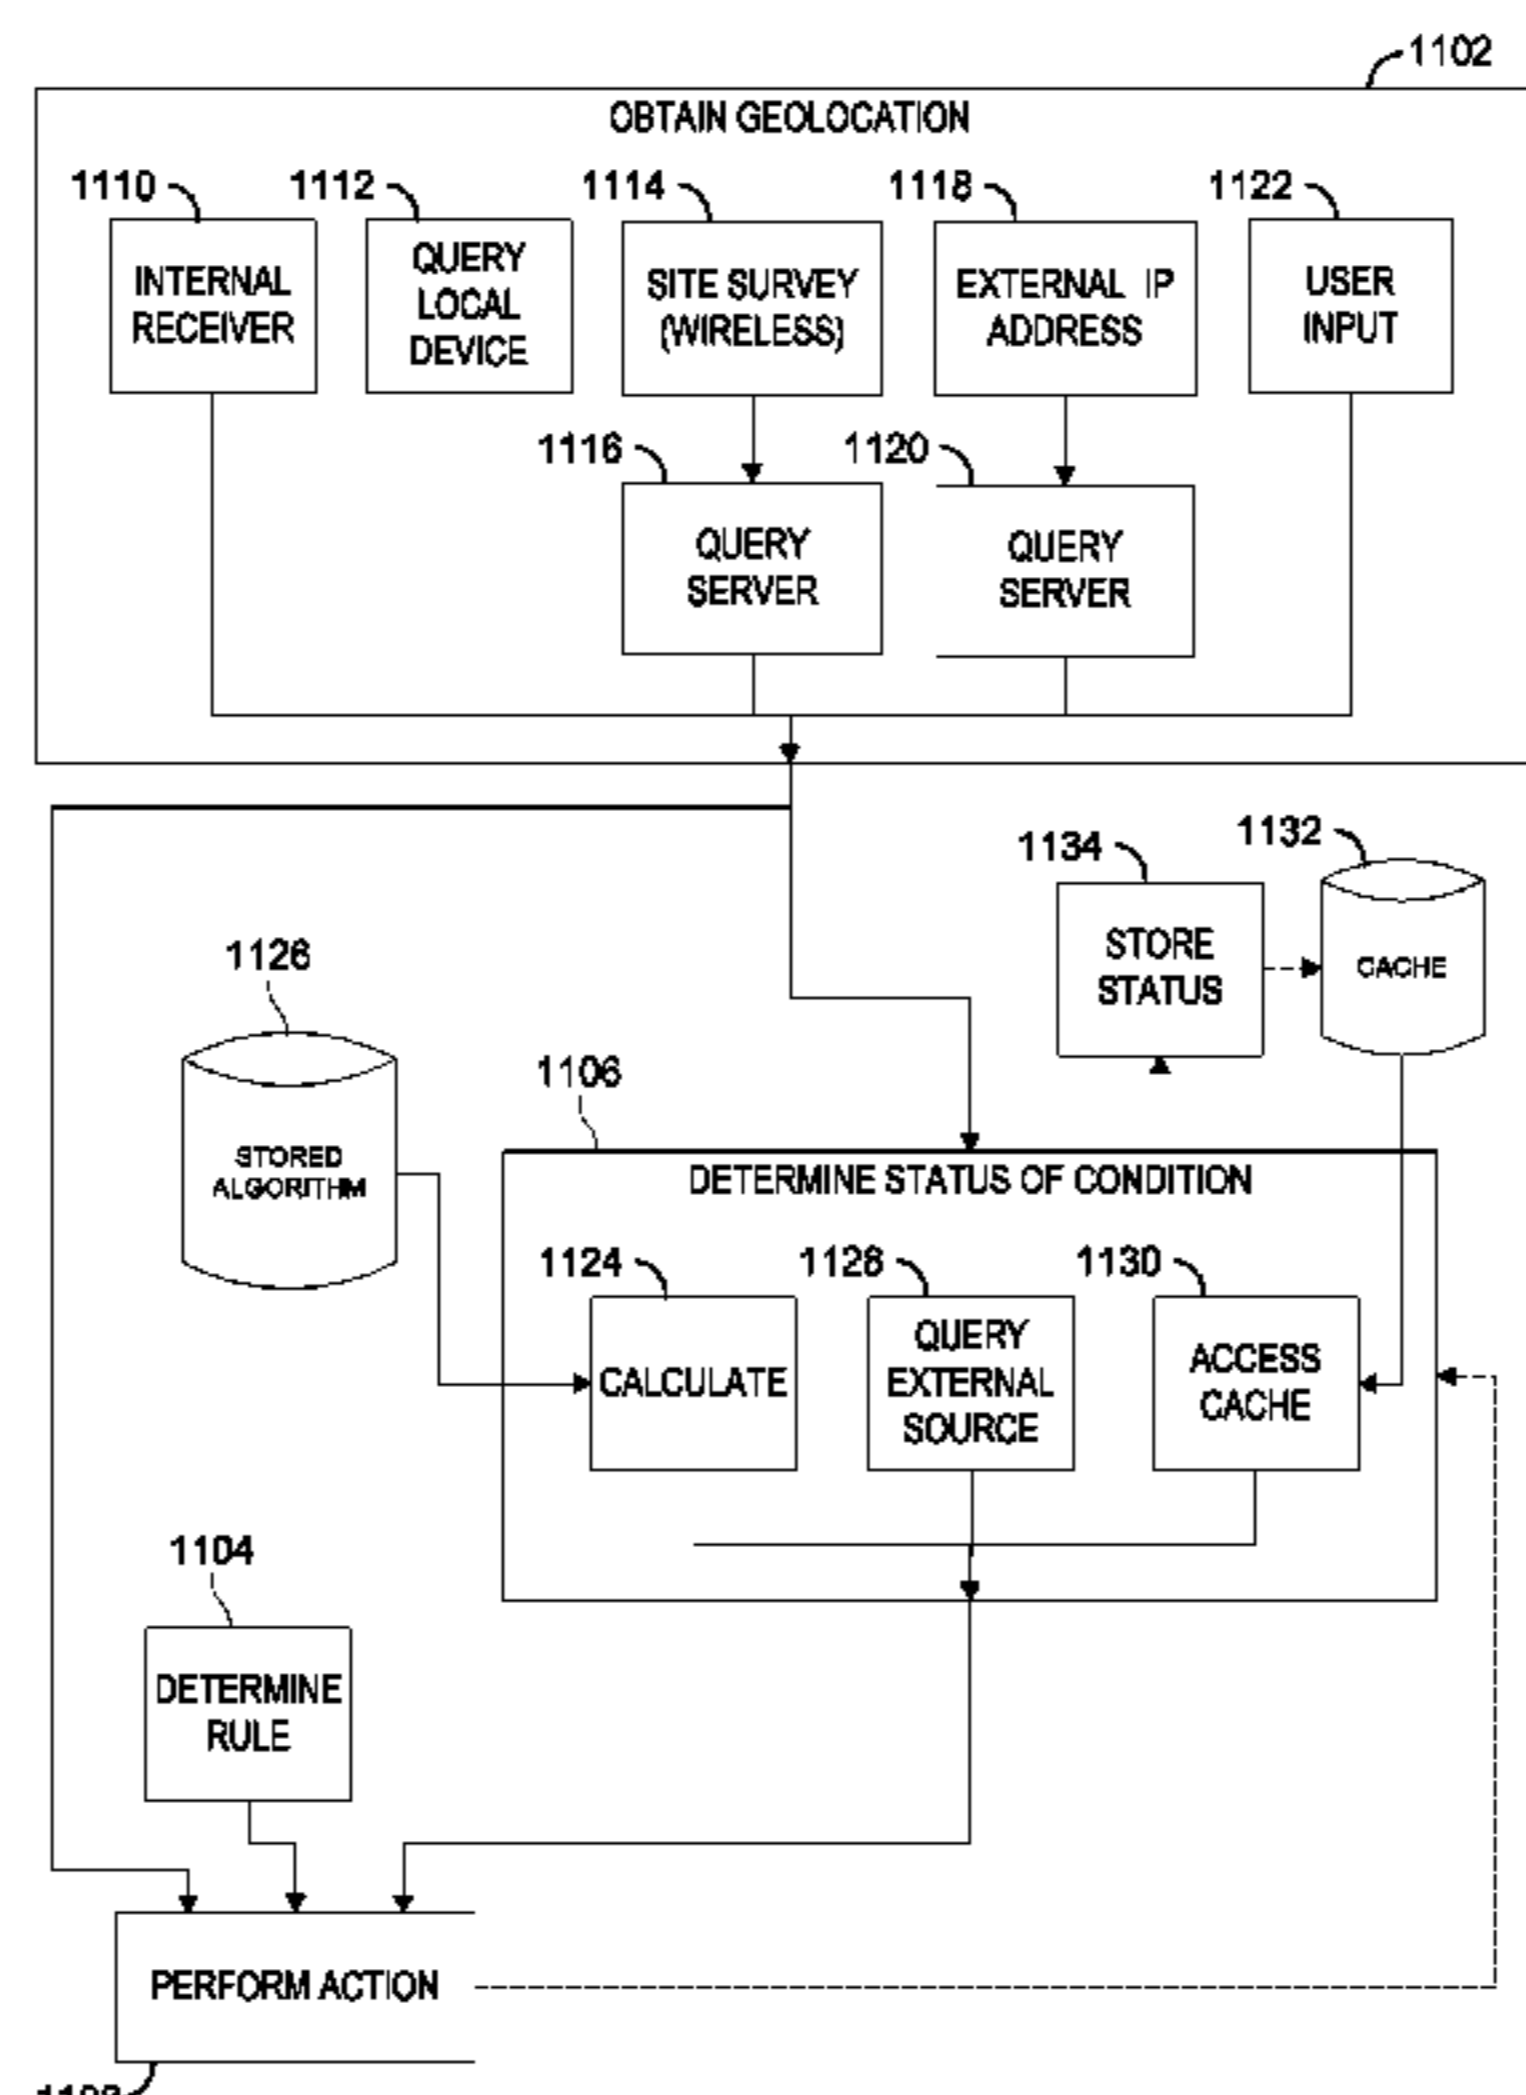 1102
OBTAIN GEOLOCATION
1110
1112
1114
1118
1122
INTERNAL
RECEIVER
QUERY
LOCAL
DEVICE
SITE SURVEY
(WIRELESS)
EXTERNAL IP
ADDRESS
USER
INPUT
1116
1120
QUERY
SERVER
QUERY
SERVER
1134
1132
STORE
STATUS
CACHE
1126
STORED
ALGORITHM
1106
DETERMINE STATUS OF CONDITION
1124
1128
1130
CALCULATE
QUERY
EXTERNAL
SOURCE
ACCESS
CACHE
1104
DETERMINE
RULE
PERFORM ACTION